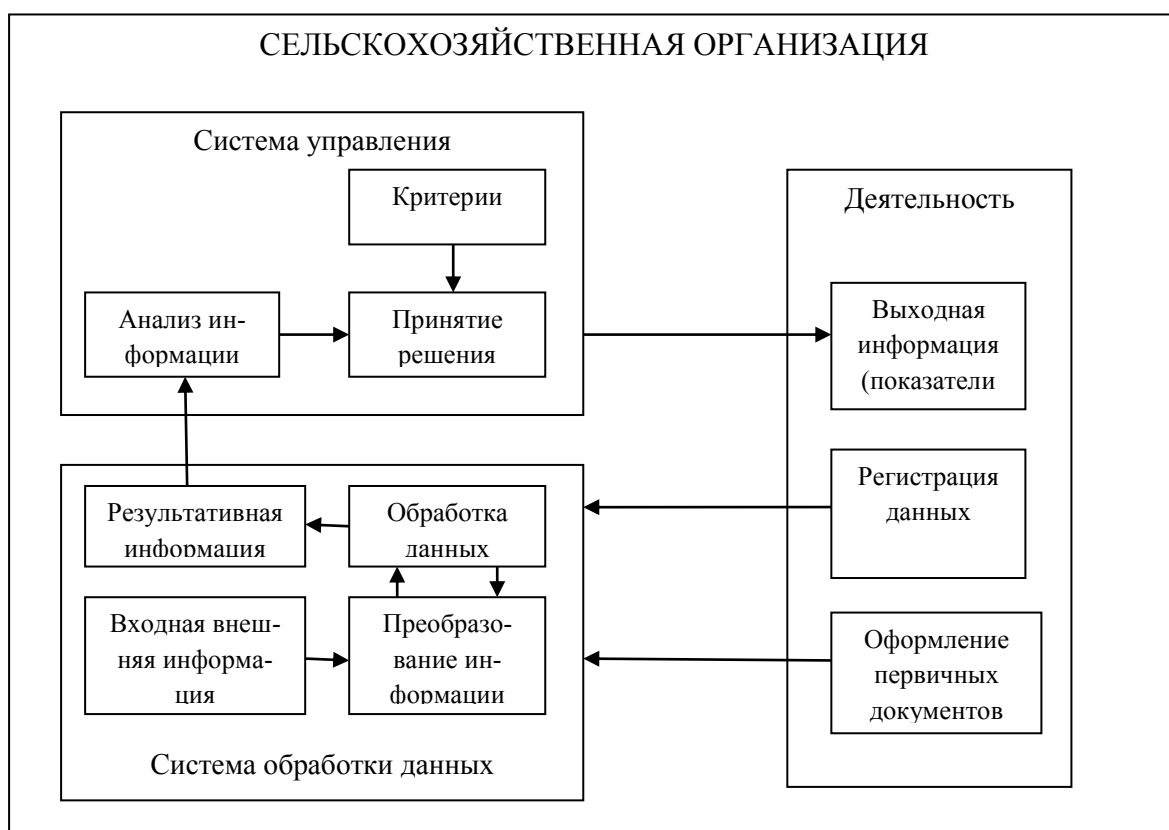 СЕЛЬСКОХОЗЯЙСТВЕННАЯ ОРГАНИЗАЦИЯ
Система управления
Критерии
Анализ ин-
формации
Принятие
решения
Деятельность
Выходная
информация
(показатели
Регистрация
данных
Оформление
первичных
документов
Результативная
информация
Обработка
данных
Входная внеш-
няя информа-
ция
Преобразо-
вание ин-
формации
Система обработки данных